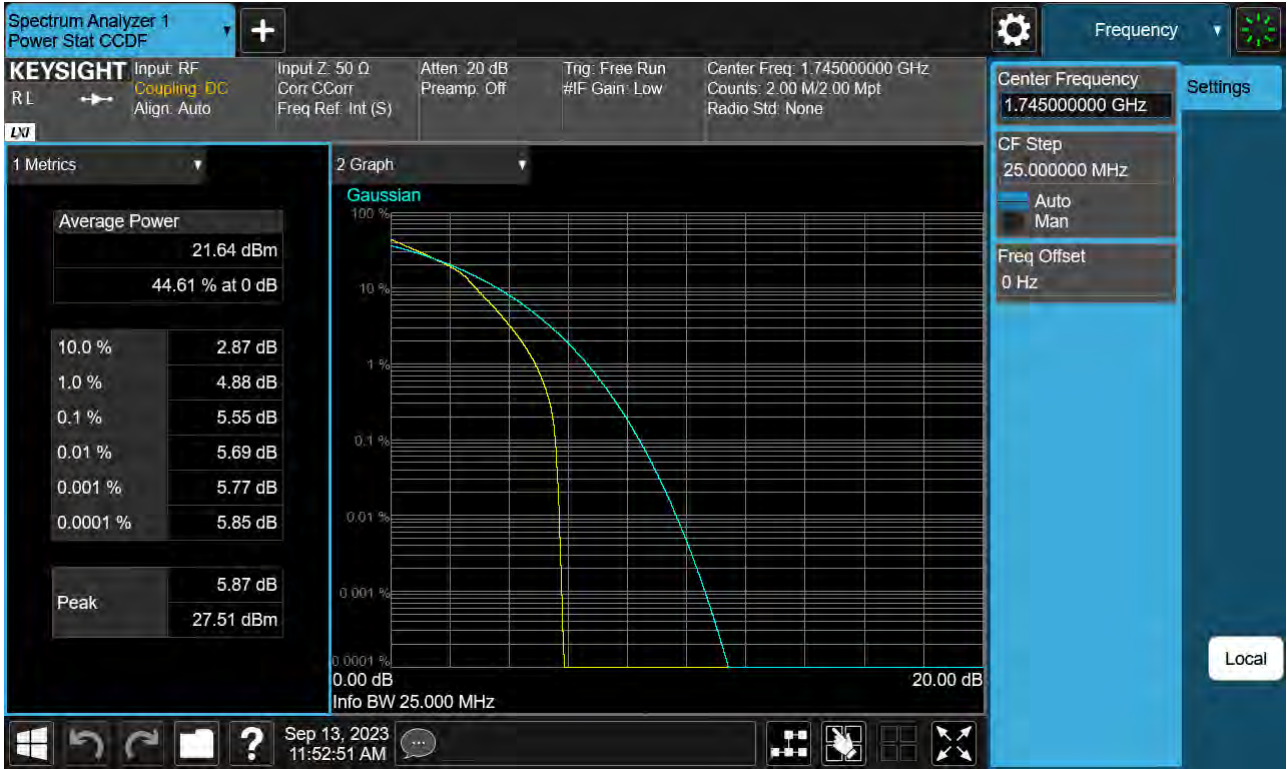 Spectrum Analyzer 1
Power Stat CCDF
Frequency
KEYSIGHT
R L
LXI
Input: RF
Coupling: DC
Align: Auto
Input Z: 50 Ω
Corr CCorr
Freq Ref: Int (S)
Atten: 20 dB
Preamp: Off
Trig: Free Run
#IF Gain: Low
Center Freq: 1.745000000 GHz
Counts: 2.00 M/2.00 Mpt
Radio Std: None
Center Frequency
1.745000000 GHz
Settings
CF Step
25.000000 MHz
Auto
Man
Freq Offset
0 Hz
Local
1 Metrics
Average Power
21.64 dBm
44.61 % at 0 dB
10.0 % 2.87 dB
1.0 % 4.88 dB
0.1 % 5.55 dB
0.01 % 5.69 dB
0.001 % 5.77 dB
0.0001 % 5.85 dB
Peak
5.87 dB
27.51 dBm
2 Graph
Gaussian
100 %
10 %
1 %
0.1 %
0.01 %
0.001 %
0.0001 %
0.00 dB 20.00 dB
Info BW 25.000 MHz
?
Sep 13, 2023
11:52:51 AM